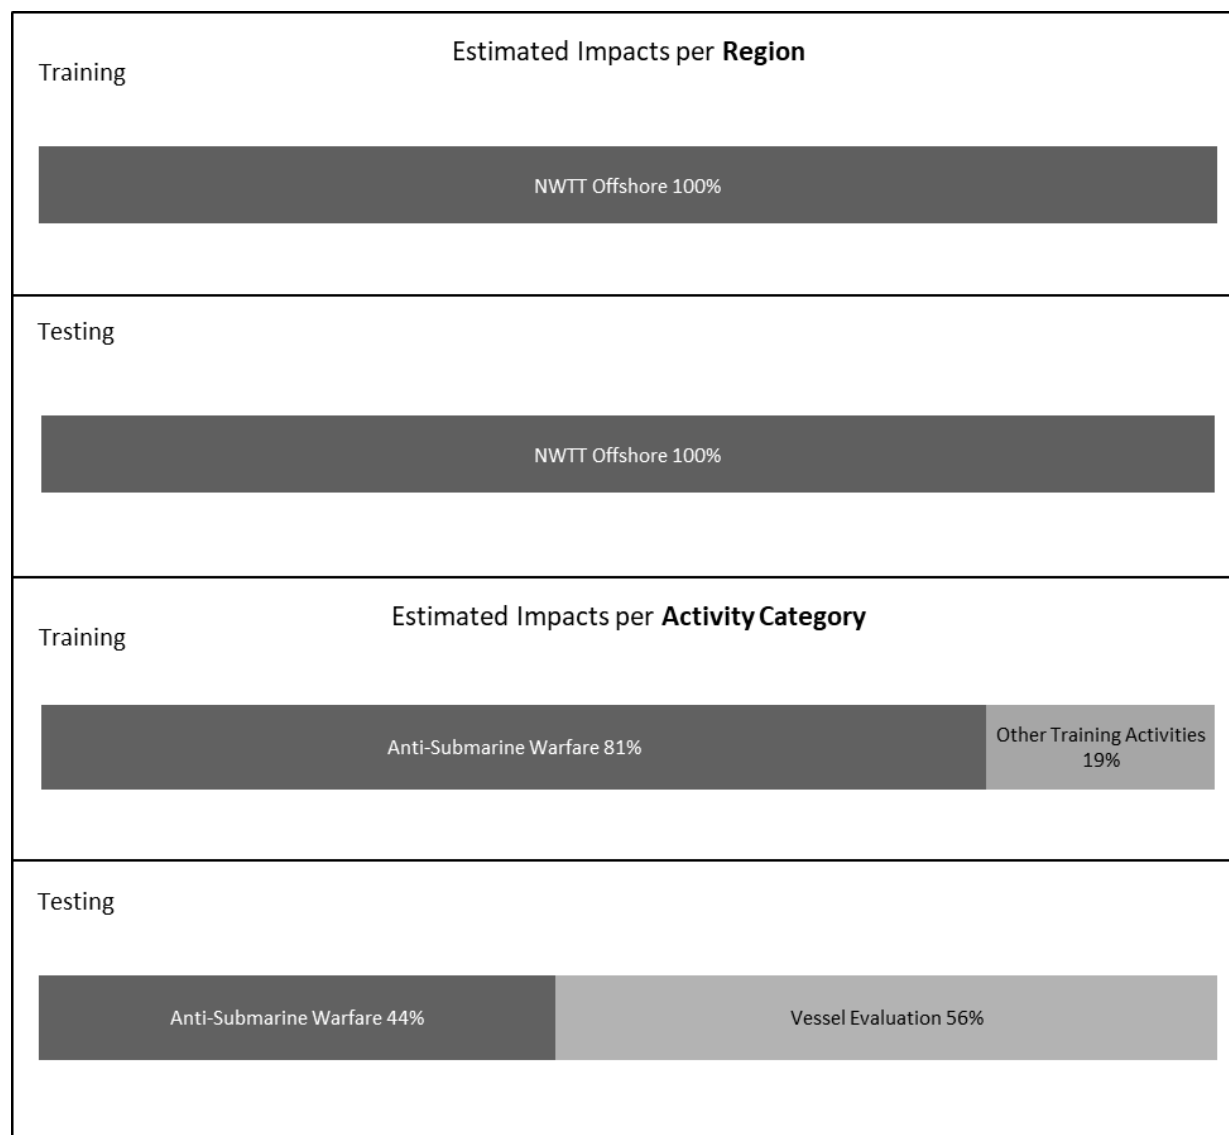 Estimated Impacts per Region
Training
NWTT Offshore 100%
Testing
NWTT Offshore 100%
Estimated Impacts per Activity Category
Training
Anti-Submarine Warfare 81%
Other Training Activities
19%
Testing
Anti-Submarine Warfare 44%
Vessel Evaluation 56%